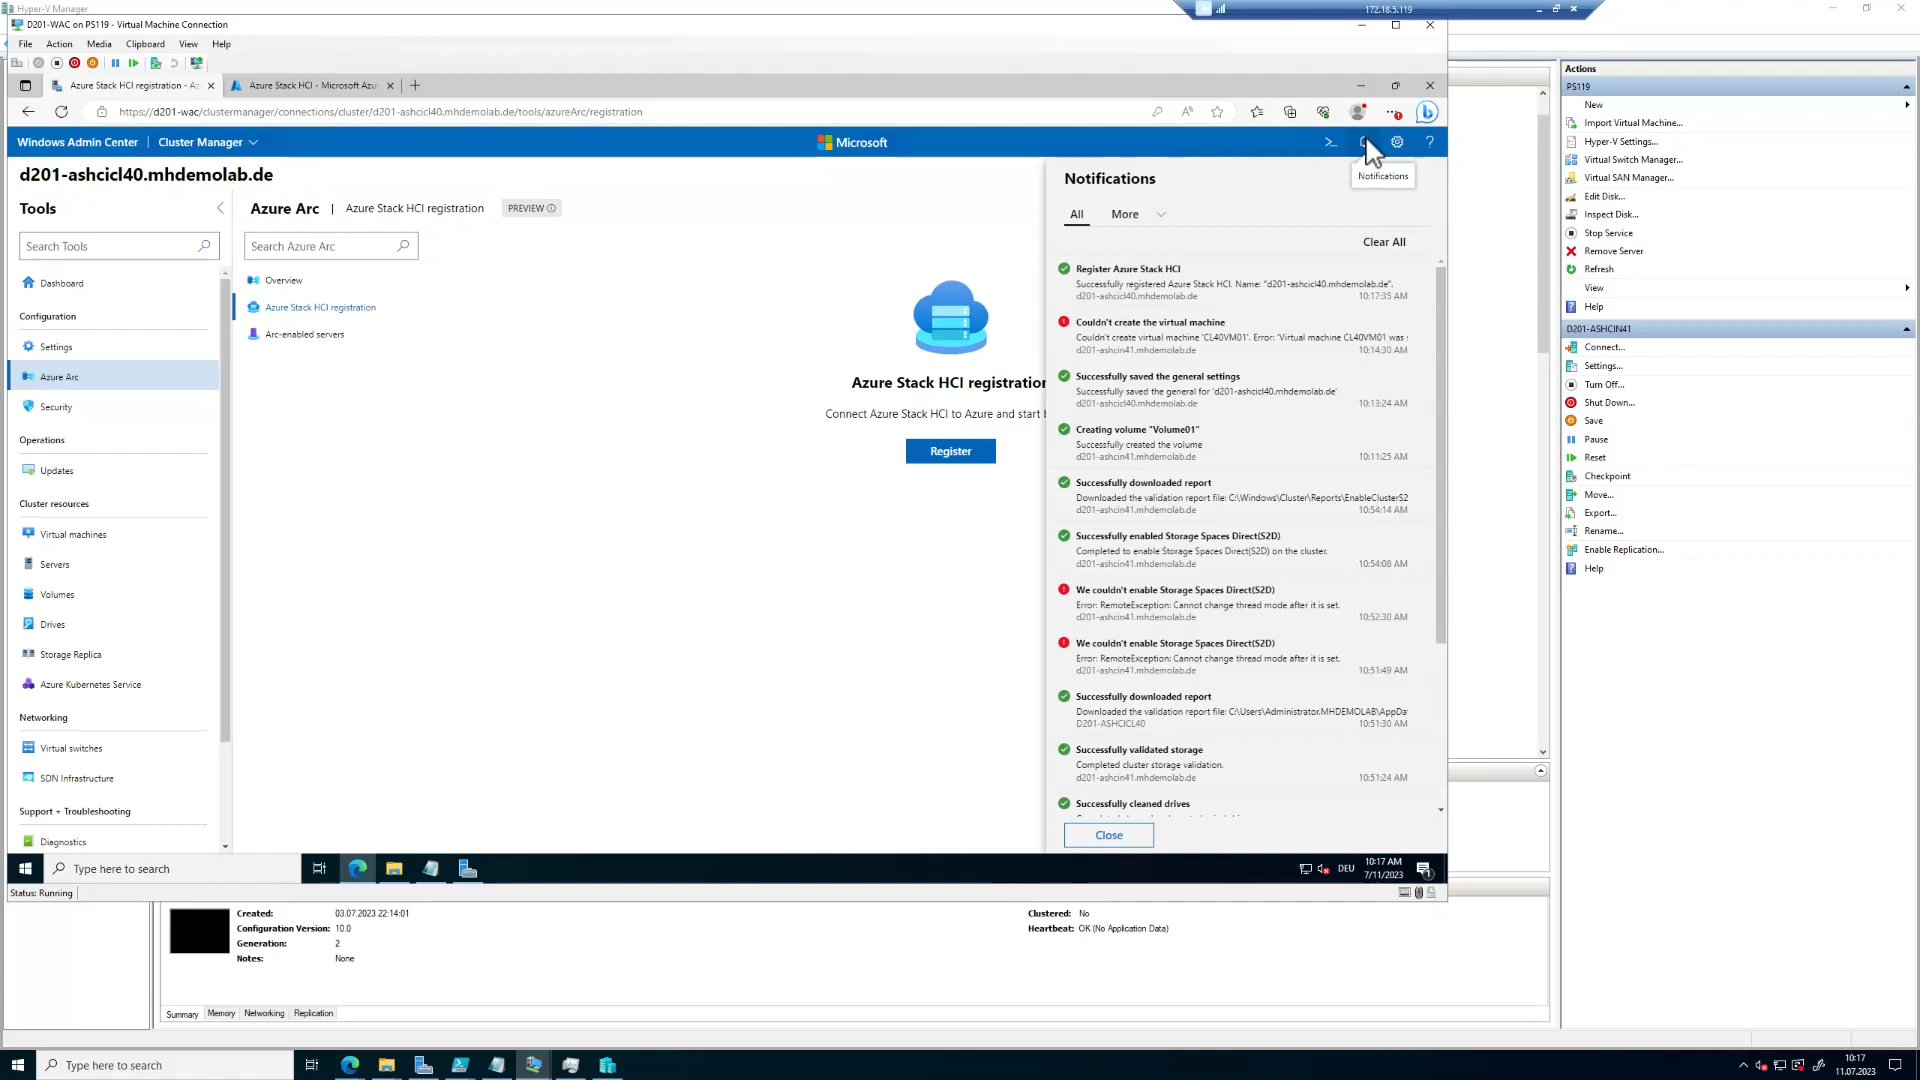 Hyper-V Manager
172.18.5.119
D201-WAC on PS119 - Virtual Machine Connection
File Action Media Clipboard View Help
Azure Stack HCI registration - Az
Azure Stack HCI - Microsoft Azu
https://d201-wac/clustermanager/connections/cluster/d201-ashcicl40.mhdemolab.de/tools/azureArc/registration
Windows Admin Center | Cluster Manager
Microsoft
d201-ashcicl40.mhdemolab.de
Tools
Search Tools
Dashboard
Configuration
Settings
Azure Arc
Security
Operations
Updates
Cluster resources
Virtual machines
Servers
Volumes
Drives
Storage Replica
Azure Kubernetes Service
Networking
Virtual switches
SDN Infrastructure
Support + Troubleshooting
Diagnostics
Azure Arc | Azure Stack HCI registration PREVIEW
Search Azure Arc
Overview
Azure Stack HCI registration
Arc-enabled servers
Azure Stack HCI registration
Connect Azure Stack HCI to Azure and start b
Register
Notifications
Notifications
All More
Clear All
Register Azure Stack HCI
Successfully registered Azure Stack HCI. Name: "d201-ashcicl40.mhdemolab.de".
d201-ashcicl40.mhdemolab.de 10:17:35 AM
Couldn't create the virtual machine
Couldn't create virtual machine 'CL40VM01'. Error: 'Virtual machine CL40VM01 was
d201-ashcin41.mhdemolab.de 10:14:30 AM
Successfully saved the general settings
Successfully saved the general for 'd201-ashcicl40.mhdemolab.de'
d201-ashcicl40.mhdemolab.de 10:13:24 AM
Creating volume "Volume01"
Successfully created the volume
d201-ashcin41.mhdemolab.de 10:11:25 AM
Successfully downloaded report
Downloaded the validation report file: C:\Windows\Cluster\Reports\EnableClusterS2
d201-ashcin41.mhdemolab.de 10:54:14 AM
Successfully enabled Storage Spaces Direct(S2D)
Completed to enable Storage Spaces Direct(S2D) on the cluster.
d201-ashcin41.mhdemolab.de 10:54:08 AM
We couldn't enable Storage Spaces Direct(S2D)
Error: RemoteException: Cannot change thread mode after it is set.
d201-ashcin41.mhdemolab.de 10:52:30 AM
We couldn't enable Storage Spaces Direct(S2D)
Error: RemoteException: Cannot change thread mode after it is set.
d201-ashcin41.mhdemolab.de 10:51:49 AM
Successfully downloaded report
Downloaded the validation report file: C:\Users\Administrator.MHDEMOLAB\AppDa
D201-ASHCICL40 10:51:30 AM
Successfully validated storage
Completed cluster storage validation.
d201-ashcin41.mhdemolab.de 10:51:24 AM
Successfully cleaned drives
Close
Type here to search
DEU
10:17 AM
7/11/2023
1
Status: Running
Created: 03.07.2023 22:14:01
Configuration Version: 10.0
Generation: 2
Notes: None
Clustered: No
Heartbeat: OK (No Application Data)
Summary Memory Networking Replication
Actions
PS119
New
Import Virtual Machine...
Hyper-V Settings...
Virtual Switch Manager...
Virtual SAN Manager...
Edit Disk...
Inspect Disk...
Stop Service
Remove Server
Refresh
View
Help
D201-ASHCIN41
Connect...
Settings...
Turn Off...
Shut Down...
Save
Pause
Reset
Checkpoint
Move...
Export...
Rename...
Enable Replication...
Help
Type here to search
10:17
11.07.2023